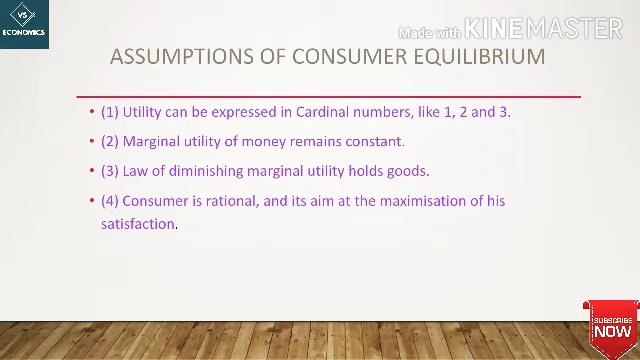 VS
ECONOMICS
Made with KINEMASTER
ASSUMPTIONS OF CONSUMER EQUILIBRIUM
• (1) Utility can be expressed in Cardinal numbers, like 1, 2 and 3.
• (2) Marginal utility of money remains constant.
• (3) Law of diminishing marginal utility holds goods.
• (4) Consumer is rational, and its aim at the maximisation of his
satisfaction.
SUBSCRIBE
NOW